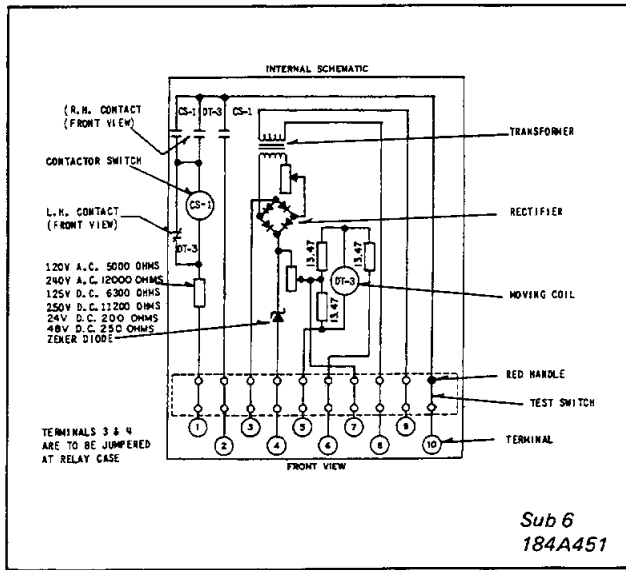 INTERNAL SCHEMATIC
(R.H. CONTACT
(FRONT VIEW)
CS-1 DT-3 CS-1
TRANSFORMER
CONTACTOR SWITCH
CS-1
L.H. CONTACT
(FRONT VIEW)
DT-3
RECTIFIER
120V A.C. 5000 OHMS
240V A.C. 12000 OHMS
125V D.C. 6300 OHMS
250V D.C. 11200 OHMS
24V D.C. 200 OHMS
48V D.C. 250 OHMS
ZENER DIODE
13.47
13.47
13.47
DT-3
MOVING COIL
RED HANDLE
TEST SWITCH
TERMINAL
1 2 3 4 5 6 7 8 9 10
TERMINALS 3 & 4
ARE TO BE JUMPERED
AT RELAY CASE
FRONT VIEW
Sub 6
184A451